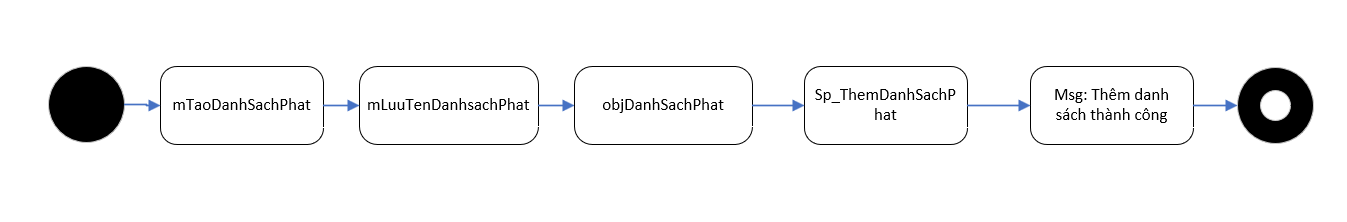 mTaoDanhSachPhat
mLuuTenDanhsachPhat
objDanhSachPhat
Sp_ThemDanhSachP
hat
Msg: Thêm danh
sách thành công